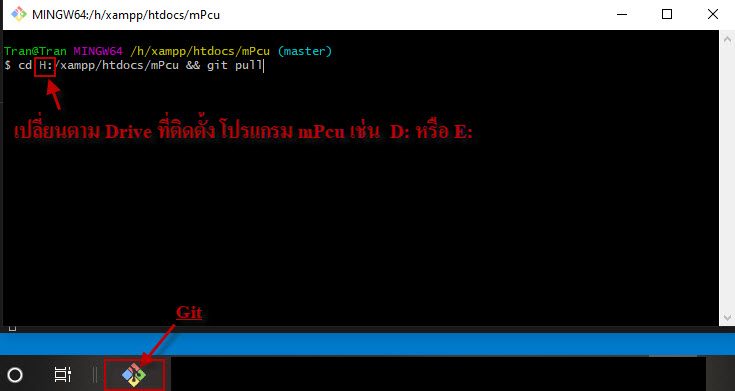 MINGW64:/h/xampp/htdocs/mPcu
Tran@Tran MINGW64 /h/xampp/htdocs/mPcu (master)
$ cd H:/xampp/htdocs/mPcu && git pull
เปลี่ยนตาม Drive ที่ติดตั้ง โปรแกรม mPcu เช่น D: หรือ E:
Git